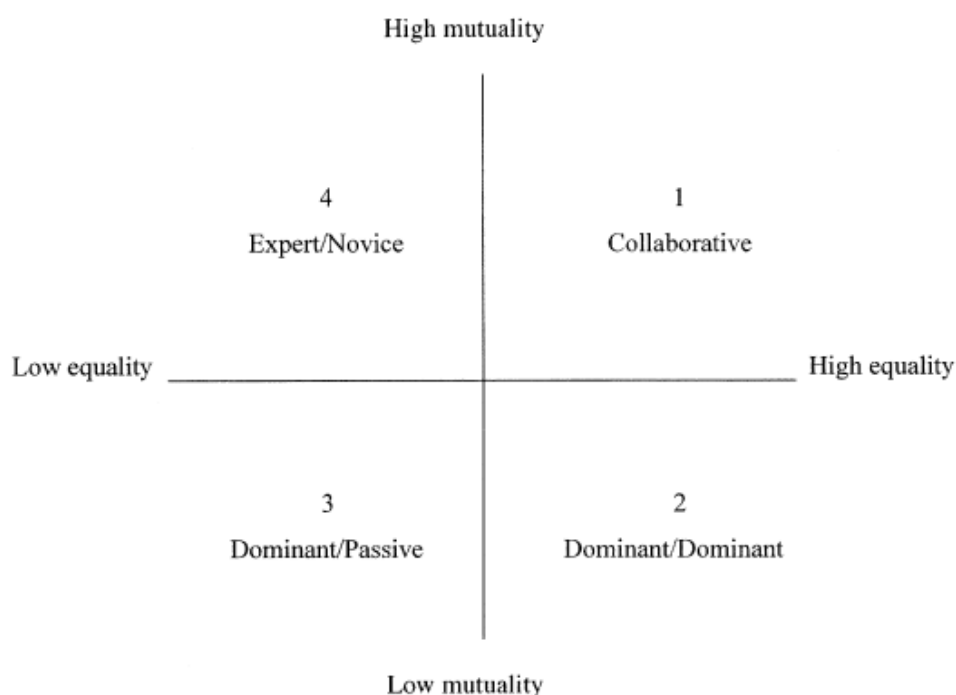 High mutuality
4
Expert/Novice
1
Collaborative
Low equality
High equality
3
Dominant/Passive
2
Dominant/Dominant
Low mutuality